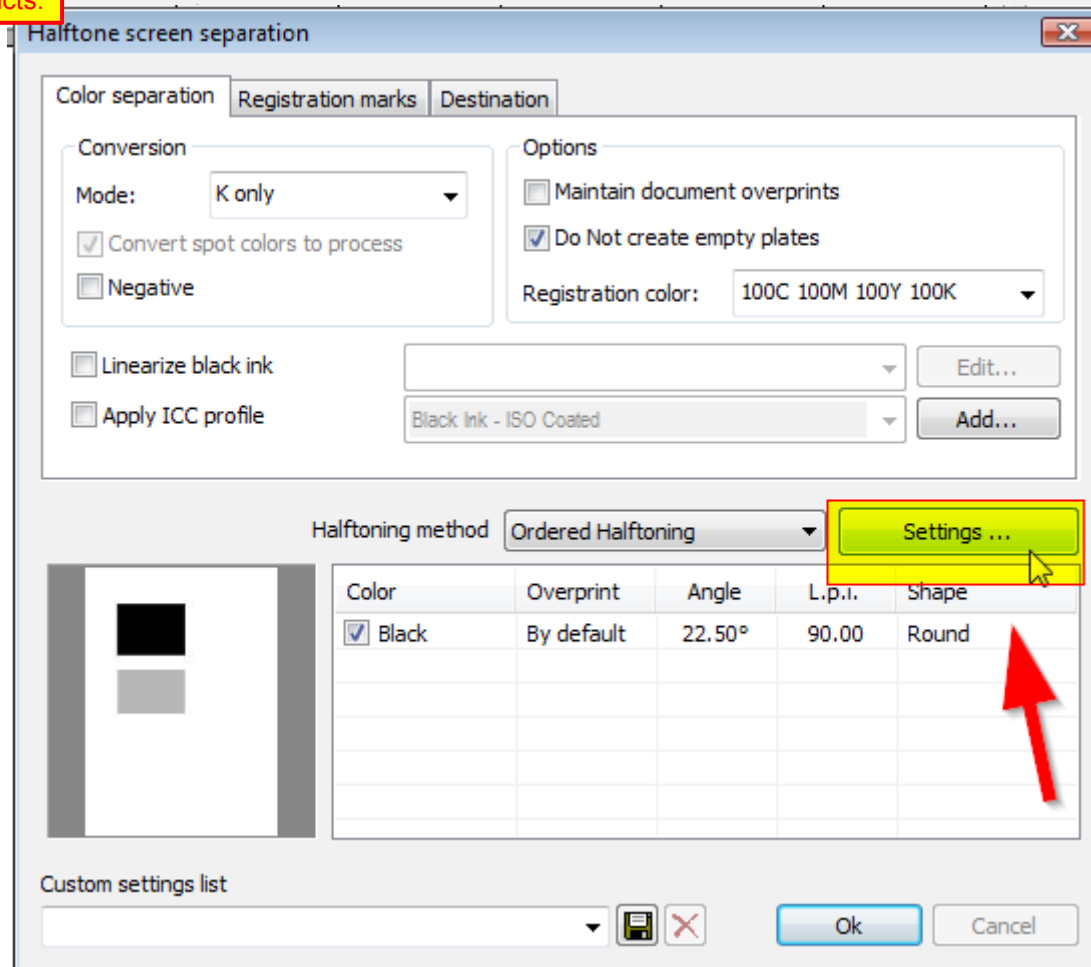 Halftone screen separation
Color separation Registration marks Destination
Conversion
Mode: K only
Convert spot colors to process
Negative
Options
Maintain document overprints
Do Not create empty plates
Registration color: 100C 100M 100Y 100K
Linearize black ink Edit...
Apply ICC profile Black Ink - ISO Coated Add...
Halftoning method Ordered Halftoning Settings ...
Color Overprint Angle L.p.i. Shape
Black By default 22.50° 90.00 Round
Custom settings list
Ok Cancel